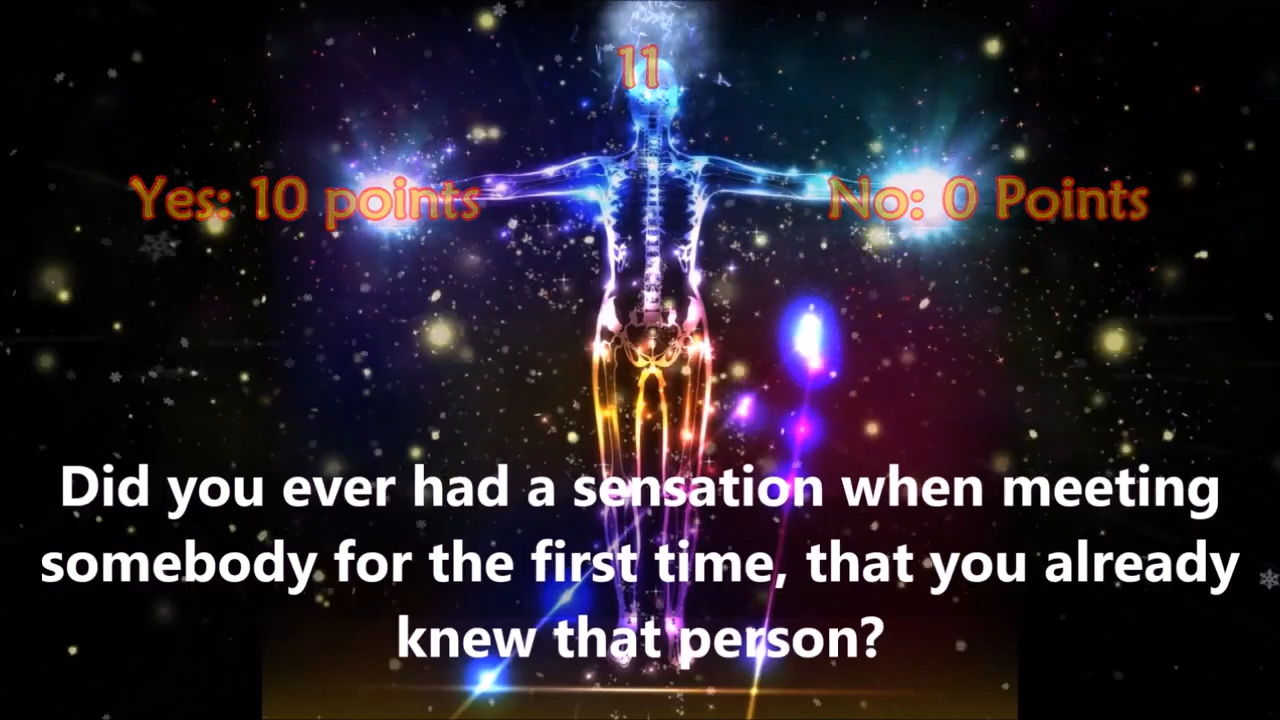 11
Yes: 10 points
No: 0 Points
Did you ever had a sensation when meeting
somebody for the first time, that you already
knew that person?